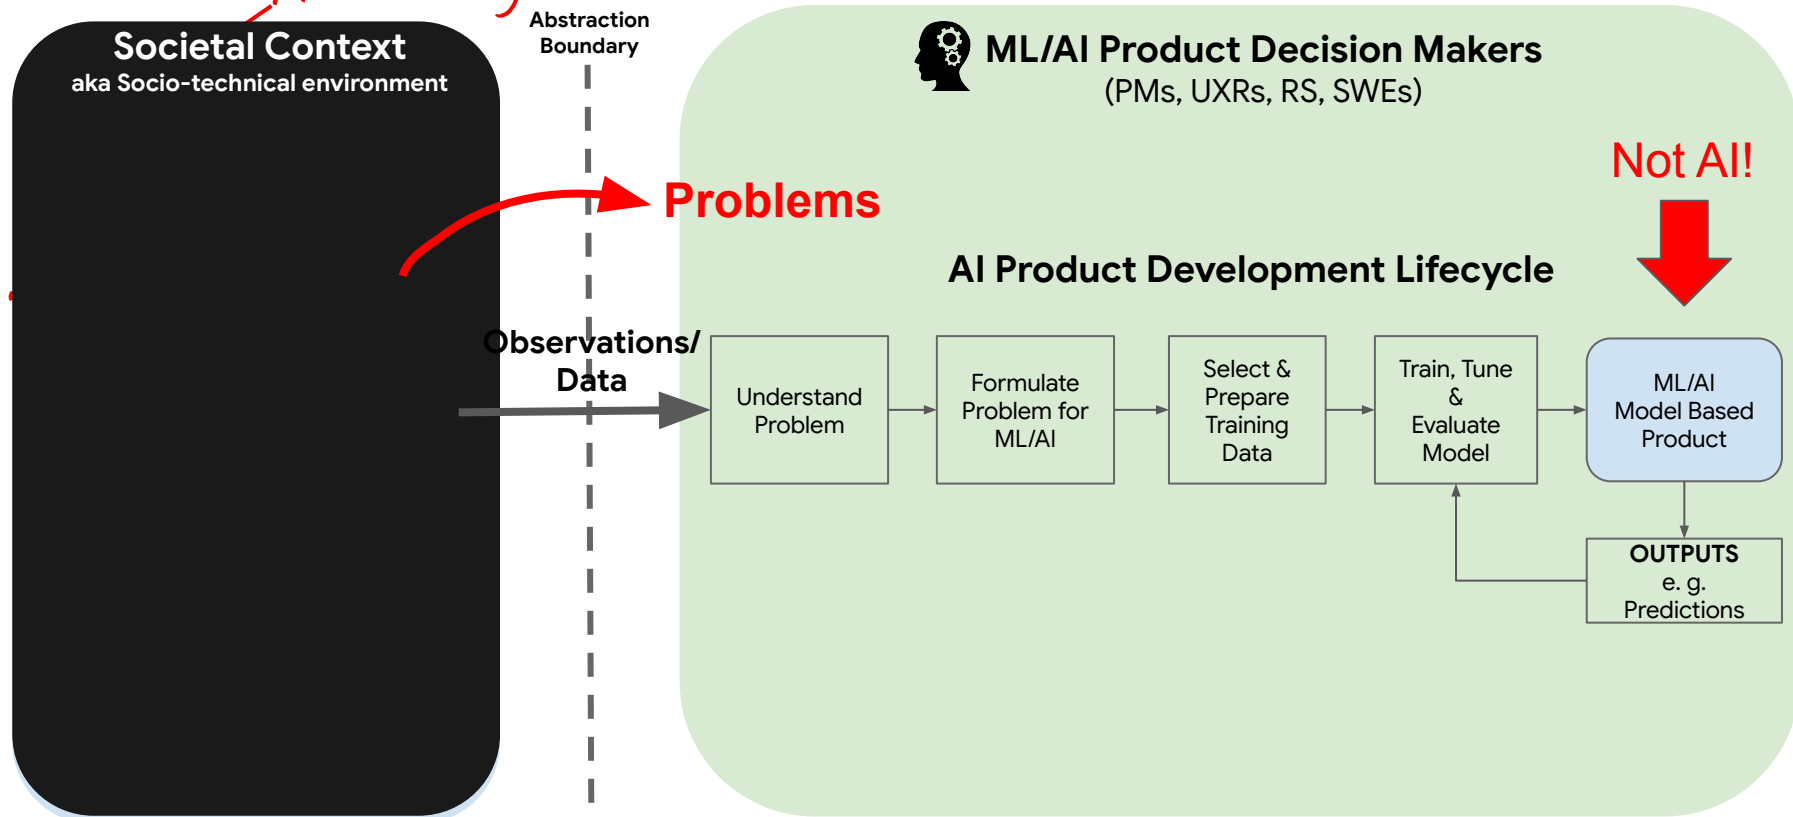 Societal Context
aka Socio-technical environment
Abstraction
Boundary
ML/AI Product Decision Makers
(PMs, UXRs, RS, SWEs)
Not AI!
Problems
AI Product Development Lifecycle
Observations/
Data
Understand
Problem
Formulate
Problem for
ML/AI
Select &
Prepare
Training
Data
Train, Tune
&
Evaluate
Model
ML/AI
Model Based
Product
OUTPUTS
e. g.
Predictions